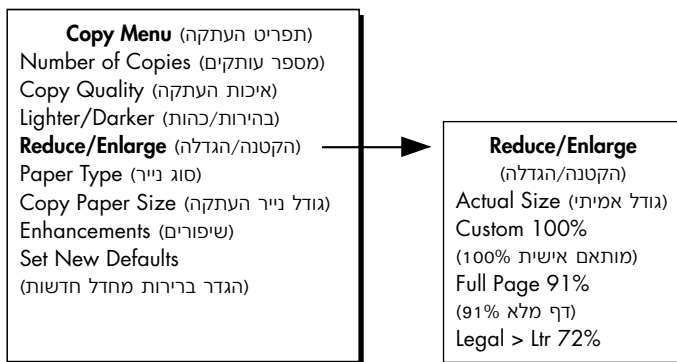 Copy Menu (תפריט העתקה)
Number of Copies (מספר עותקים)
Copy Quality (איכות העתקה)
Lighter/Darker (בהירות/כהות)
Reduce/Enlarge (הקטנה/הגדלה)
Paper Type (סוג נייר)
Copy Paper Size (גודל נייר העתקה)
Enhancements (שיפורים)
Set New Defaults
(הגדר ברירות מחדל חדשות)
Reduce/Enlarge
(הקטנה/הגדלה)
Actual Size (גודל אמיתי)
Custom 100%
(מותאם אישית 100%)
Full Page 91%
(דף מלא 91%)
Legal > Ltr 72%